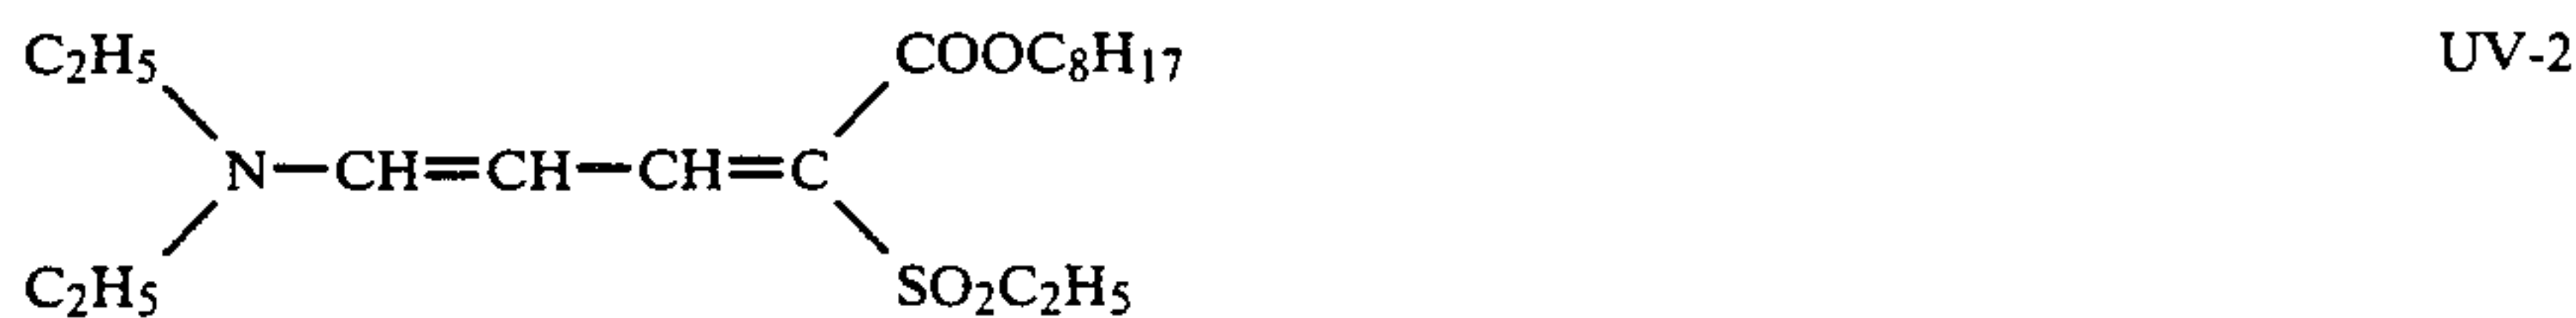 C₂H₅ COOC₈H₁₇ UV-2
N—CH=CH—CH=C
C₂H₅ SO₂C₂H₅